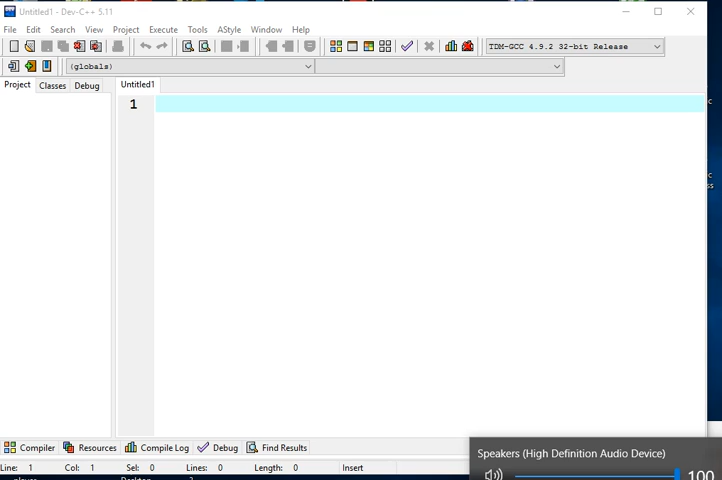 Untitled1 - Dev-C++ 5.11
File Edit Search View Project Execute Tools AStyle Window Help
TDM-GCC 4.9.2 32-bit Release
(globals)
Project Classes Debug Untitled1
1
Compiler Resources Compile Log Debug Find Results
Speakers (High Definition Audio Device)
Line: 1 Col: 1 Sel: 0 Lines: 0 Length: 0 Insert
100